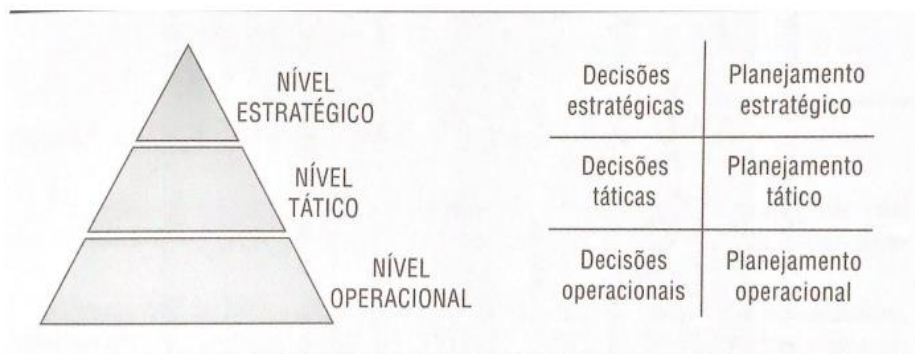 NÍVEL
ESTRATÉGICO
NÍVEL
TÁTICO
NÍVEL
OPERACIONAL
Decisões
estratégicas
Planejamento
estratégico
Decisões
táticas
Planejamento
tático
Decisões
operacionais
Planejamento
operacional